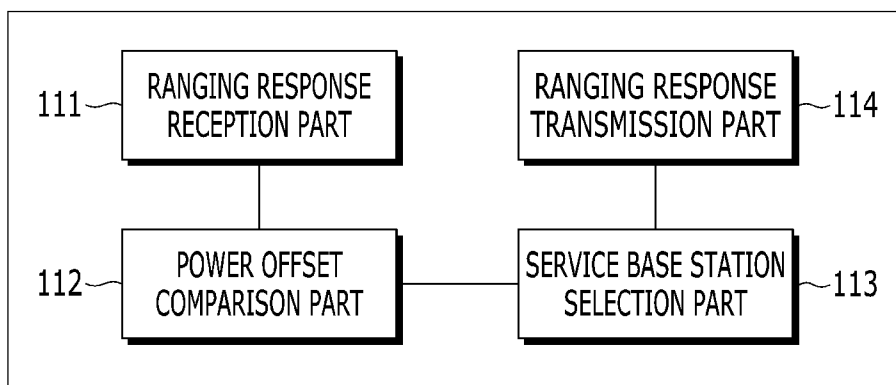 111
RANGING RESPONSE
RECEPTION PART
RANGING RESPONSE
TRANSMISSION PART
114
112
POWER OFFSET
COMPARISON PART
SERVICE BASE STATION
SELECTION PART
113